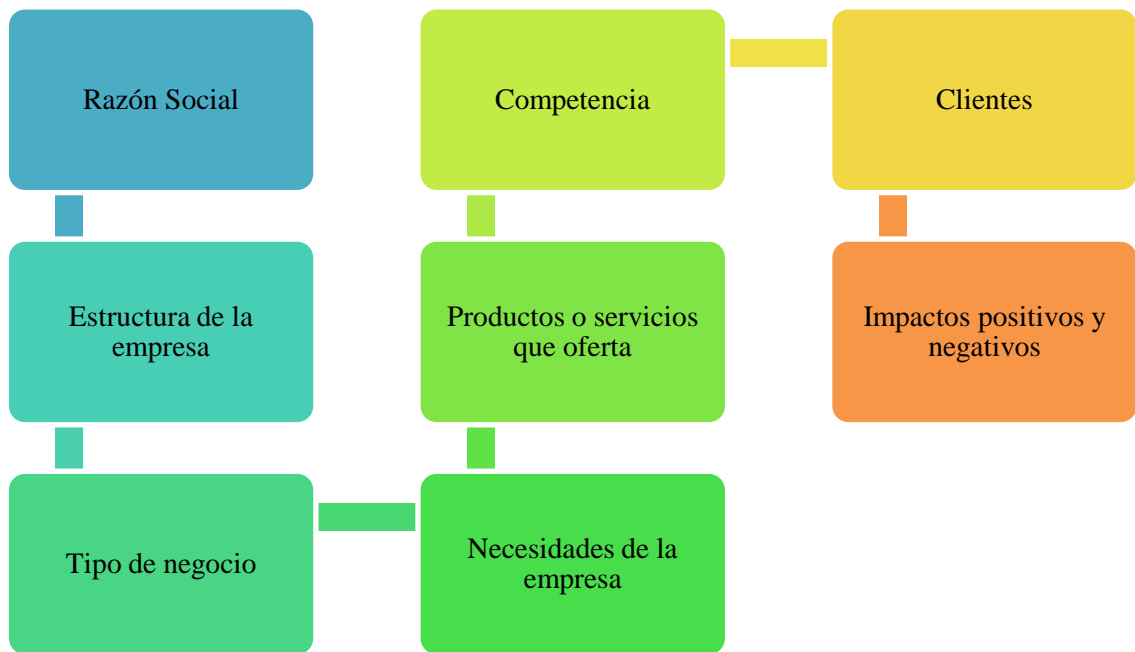 Razón Social
Estructura de la
empresa
Tipo de negocio
Necesidades de la
empresa
Productos o servicios
que oferta
Competencia
Clientes
Impactos positivos y
negativos